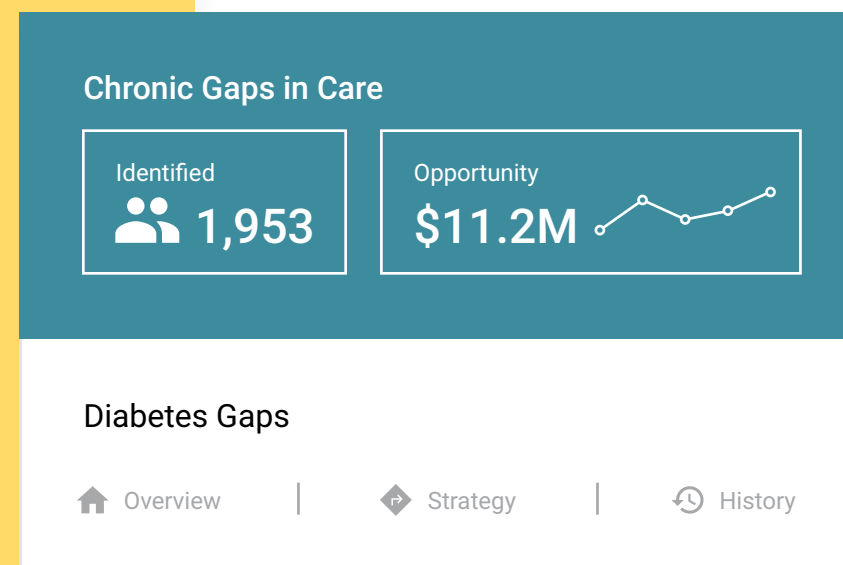 Chronic Gaps in Care
Identified
1,953
Opportunity
$11.2M
Diabetes Gaps
Overview
Strategy
History